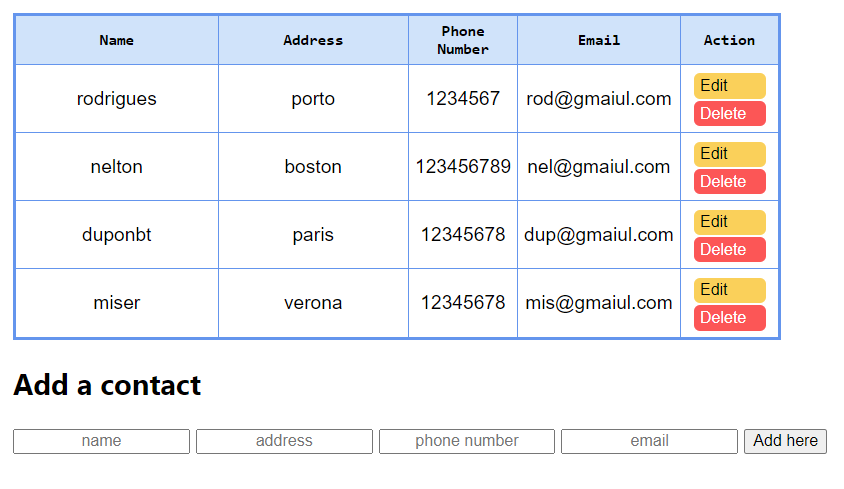 Name Address Phone Number Email Action
rodrigues porto 1234567 rod@gmaiul.com Edit
Delete
nelton boston 123456789 nel@gmaiul.com Edit
Delete
duponbt paris 12345678 dup@gmaiul.com Edit
Delete
miser verona 12345678 mis@gmaiul.com Edit
Delete
Add a contact
name address phone number email Add here